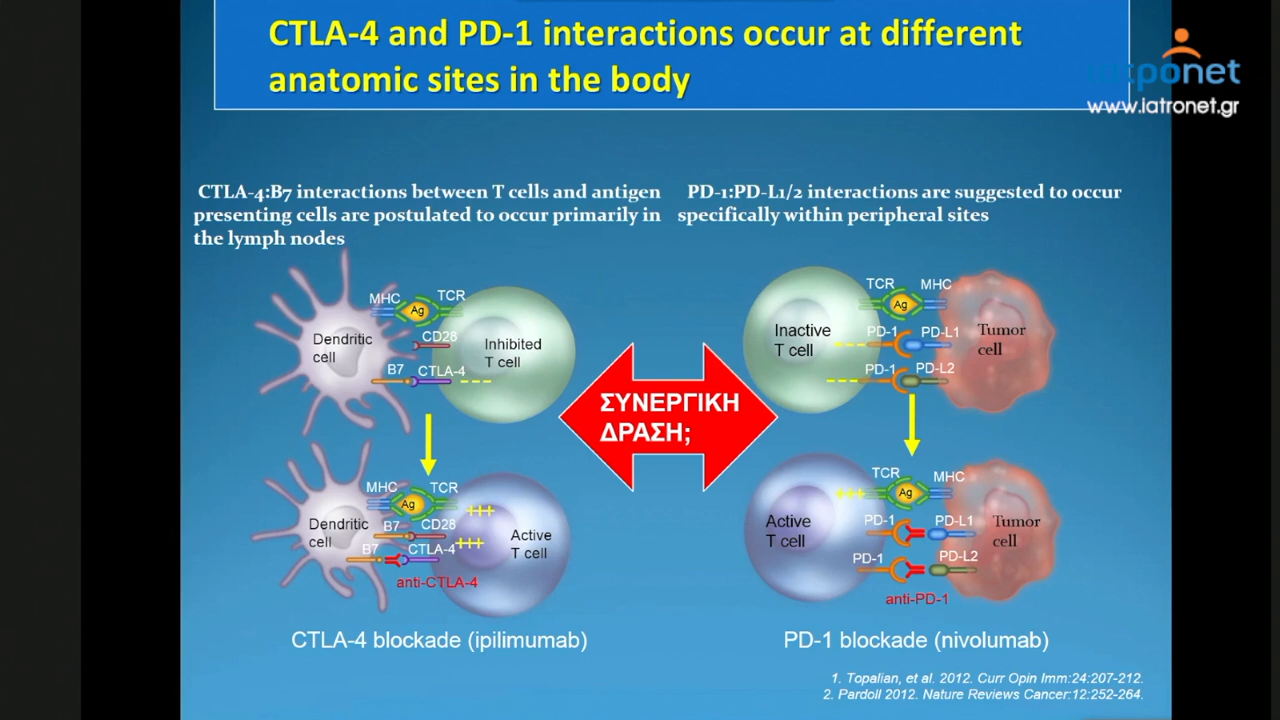 CTLA-4 and PD-1 interactions occur at different
anatomic sites in the body
ιατρonet
www.iatronet.gr
CTLA-4:B7 interactions between T cells and antigen
presenting cells are postulated to occur primarily in
the lymph nodes
PD-1:PD-L1/2 interactions are suggested to occur
specifically within peripheral sites
MHC
Ag
TCR
Dendritic
cell
CD28
Inhibited
T cell
B7
CTLA-4
TCR
MHC
Ag
Inactive
T cell
PD-1
PD-L1
Tumor
cell
PD-1
PD-L2
ΣΥΝΕΡΓΙΚΗ
ΔΡΑΣΗ;
MHC
Ag
TCR
+++
Dendritic
cell
B7
CD28
+++
Active
T cell
B7
CTLA-4
anti-CTLA-4
TCR
MHC
+++
Ag
Active
T cell
PD-1
PD-L1
Tumor
cell
PD-1
PD-L2
anti-PD-1
CTLA-4 blockade (ipilimumab)
PD-1 blockade (nivolumab)
1. Topalian, et al. 2012. Curr Opin Imm:24:207-212.
2. Pardoll 2012. Nature Reviews Cancer:12:252-264.